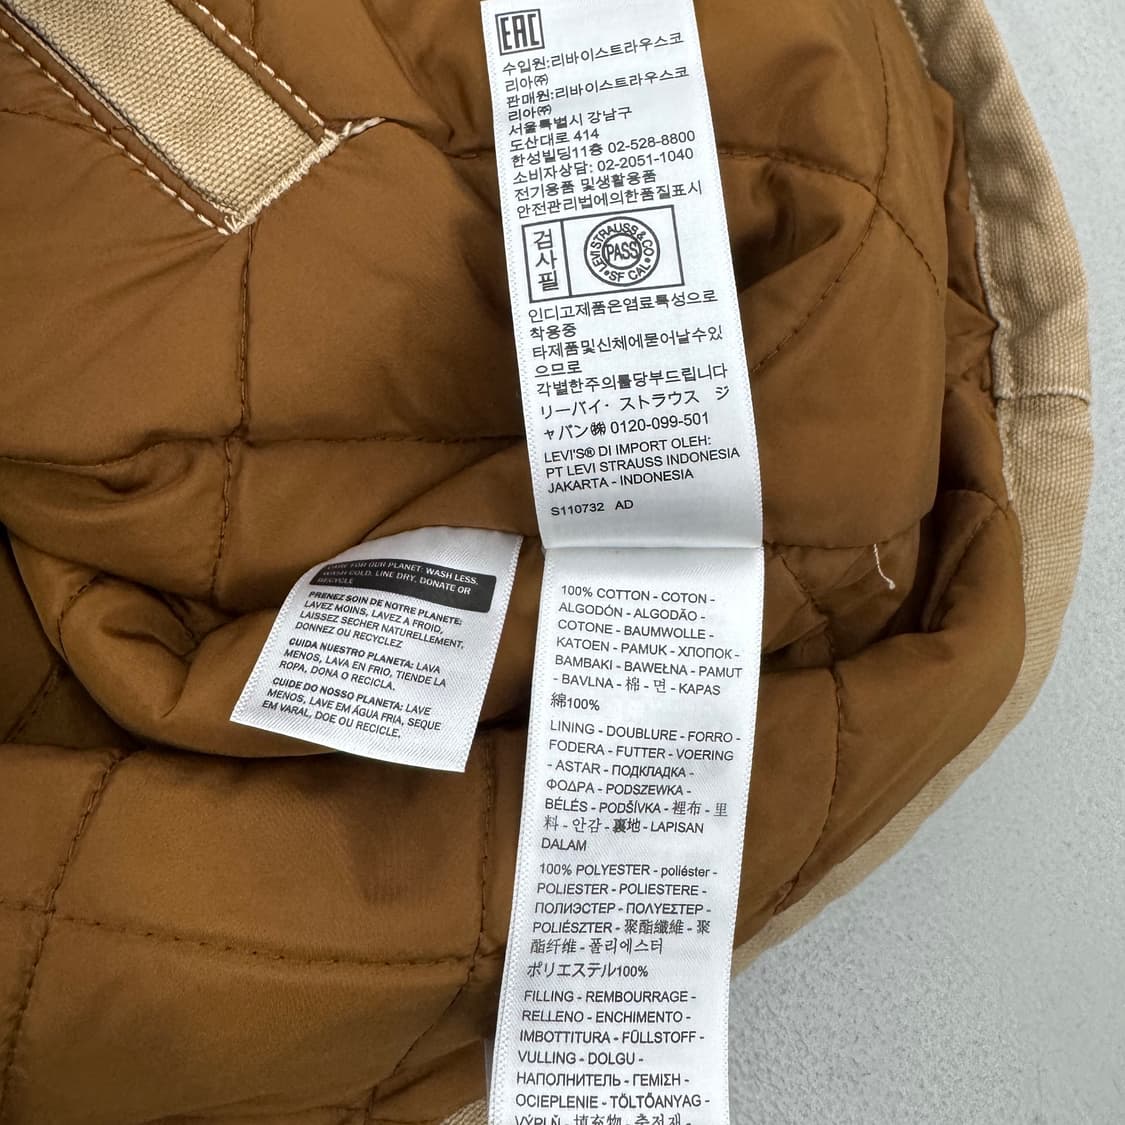 EAC
수입원:리바이스트라우스코
리아㈜
판매원:리바이스트라우스코
리아㈜
서울특별시 강남구
도산대로 414
한성빌딩11층 02-528-8800
소비자상담: 02-2051-1040
전기용품 및생활용품
안전관리법에의한품질표시
검사필
LEVI STRAUSS & CO
PASS
SF CAL
인디고제품은염료특성으로
착용중
타제품및신체에묻어날수있
으므로
각별한주의를당부드립니다
リーバイ・ストラウス ジ
ャパン㈱ 0120-099-501
LEVI'S® DI IMPORT OLEH:
PT LEVI STRAUSS INDONESIA
JAKARTA - INDONESIA
S110732 AD
CARE FOR OUR PLANET: WASH LESS,
WASH COLD, LINE DRY, DONATE OR
RECYCLE
PRENEZ SOIN DE NOTRE PLANETE:
LAVEZ MOINS, LAVEZ A FROID,
LAISSEZ SECHER NATURELLEMENT,
DONNEZ OU RECYCLEZ
CUIDA NUESTRO PLANETA: LAVA
MENOS, LAVA EN FRIO, TIENDE LA
ROPA, DONA O RECICLA.
CUIDE DO NOSSO PLANETA: LAVE
MENOS, LAVE EM ÁGUA FRIA, SEQUE
EM VARAL, DOE OU RECICLE.
100% COTTON - COTON -
ALGODÓN - ALGODÃO -
COTONE - BAUMWOLLE -
KATOEN - PAMUK - ХЛОПОК -
ΒΑΜΒΑΚΙ - BAWEŁNA - PAMUT
- BAVLNA - 棉 - 면 - KAPAS
綿100%
LINING - DOUBLURE - FORRO -
FODERA - FUTTER - VOERING
- ASTAR - ПОДКЛАДКА -
ΦΟΔΡΑ - PODSZEWKA -
BÉLÉS - PODŠÍVKA - 裡布 - 里
料 - 안감 - 裏地 - LAPISAN
DALAM
100% POLYESTER - poliéster -
POLIESTER - POLIESTERE -
ПОЛИЭСТЕР - ΠΟΛΥΕΣΤΕΡ -
POLIÉSZTER - 聚酯纖維 - 聚
酯纤维 - 폴리에스터
ポリエステル100%
FILLING - REMBOURRAGE -
RELLENO - ENCHIMENTO -
IMBOTTITURA - FÜLLSTOFF -
VULLING - DOLGU -
НАПОЛНИТЕЛЬ - ΓΕΜΙΣΗ -
OCIEPLENIE - TÖLTŐANYAG -
VÝPLŇ - 填充物 - 충전재 -